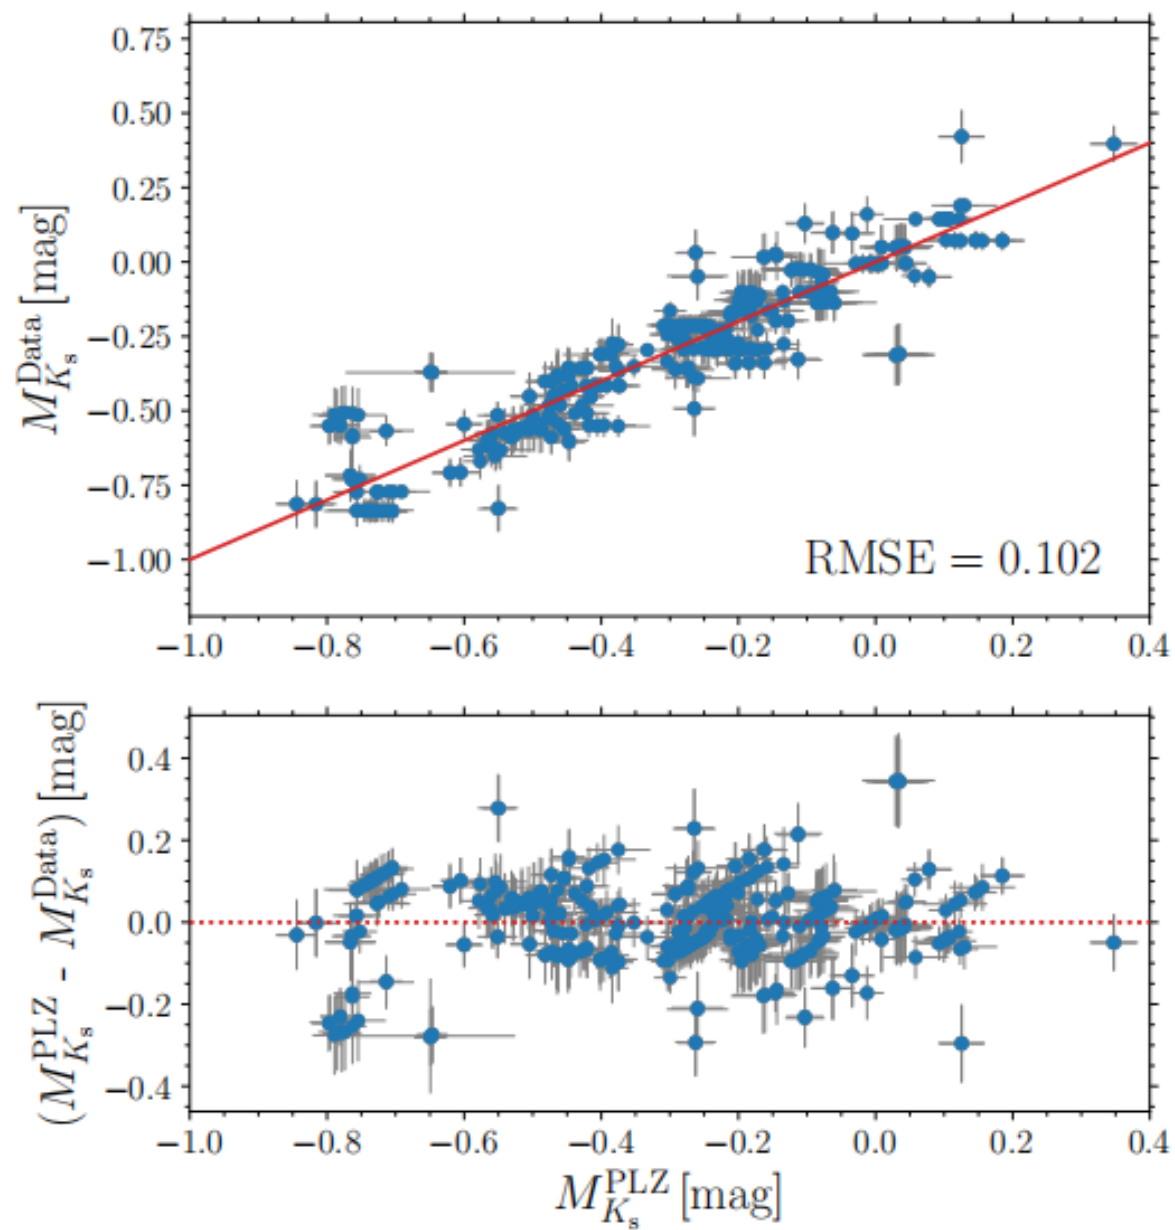 0.75
0.50
0.25
0.00
−0.25
−0.50
−0.75
−1.00
M_{K_s}^{Data} [mag]
RMSE = 0.102
−1.0 −0.8 −0.6 −0.4 −0.2 0.0 0.2 0.4
0.4
0.2
0.0
−0.2
−0.4
(M_{K_s}^{PLZ} - M_{K_s}^{Data}) [mag]
−1.0 −0.8 −0.6 −0.4 −0.2 0.0 0.2 0.4
M_{K_s}^{PLZ} [mag]